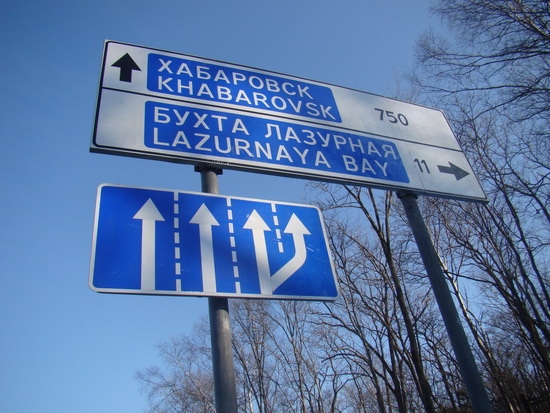 ХАБАРОВСК
KHABAROVSK 750
БУХТА ЛАЗУРНАЯ
LAZURNAYA BAY 11